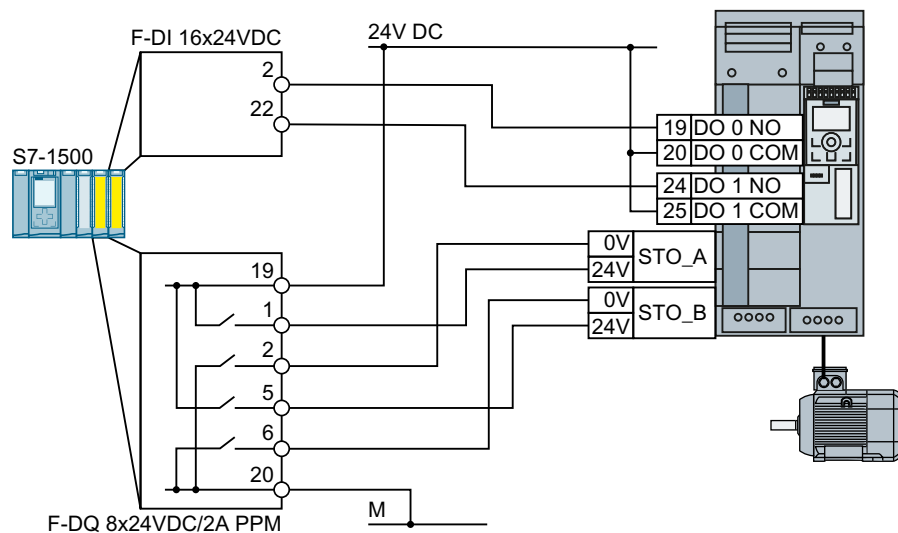 F-DI 16x24VDC
24V DC
2
22
S7-1500
19 DO 0 NO
20 DO 0 COM
24 DO 1 NO
25 DO 1 COM
0V
24V
STO_A
0V
24V
STO_B
19
1
2
5
6
20
M
F-DQ 8x24VDC/2A PPM